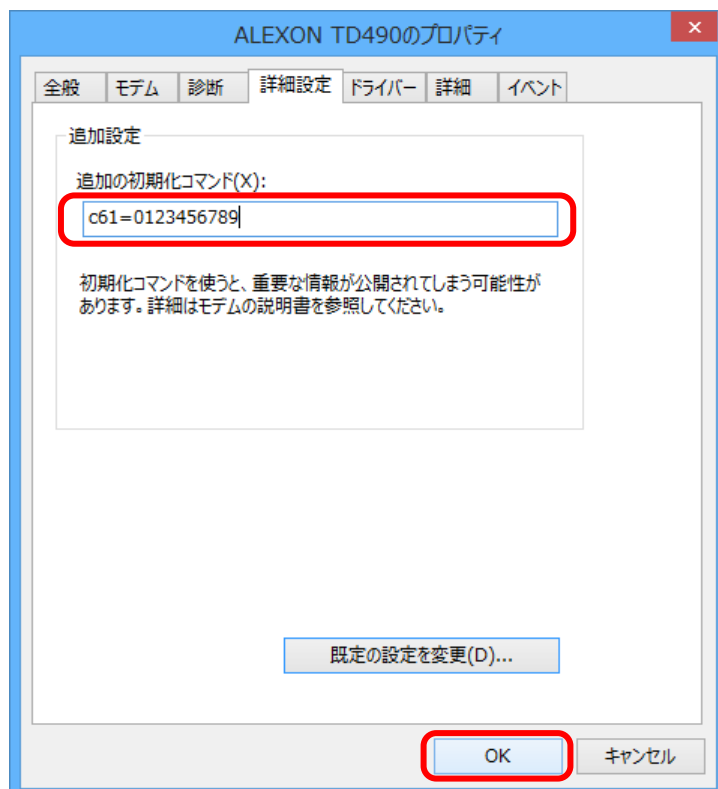 ALEXON TD490のプロパティ
全般 モデム 診断 詳細設定 ドライバー 詳細 イベント
追加設定
追加の初期化コマンド(X):
c61=0123456789
初期化コマンドを使うと、重要な情報が公開されてしまう可能性が
あります。詳細はモデムの説明書を参照してください。
既定の設定を変更(D)...
OK キャンセル